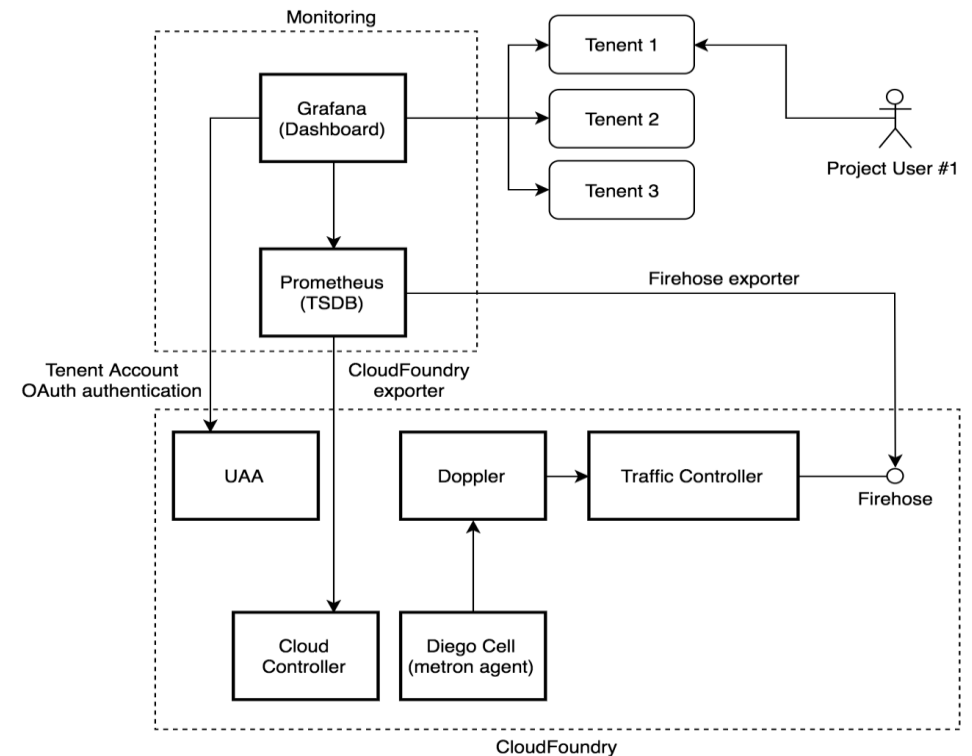 Monitoring
Grafana
(Dashboard)
Tenent 1
Tenent 2
Tenent 3
Project User #1
Prometheus
(TSDB)
Firehose exporter
Tenent Account
OAuth authentication
CloudFoundry
exporter
UAA
Doppler
Traffic Controller
Firehose
Cloud
Controller
Diego Cell
(metron agent)
CloudFoundry